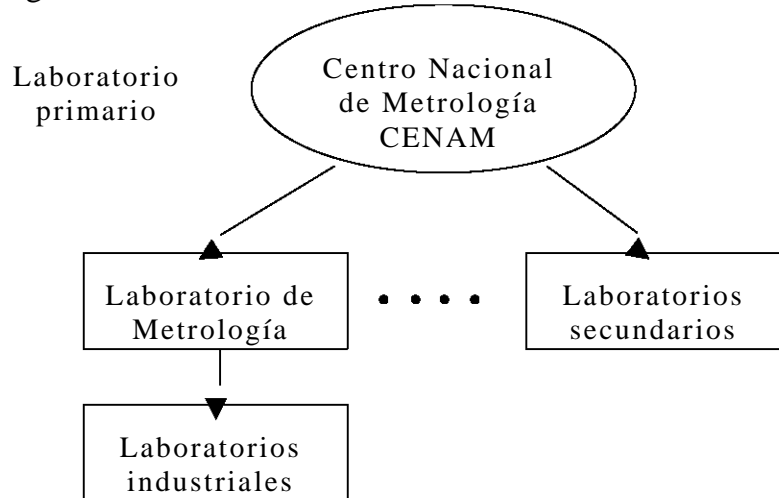 Laboratorio
primario
Centro Nacional
de Metrología
CENAM
Laboratorio de
Metrología
Laboratorios
secundarios
Laboratorios
industriales